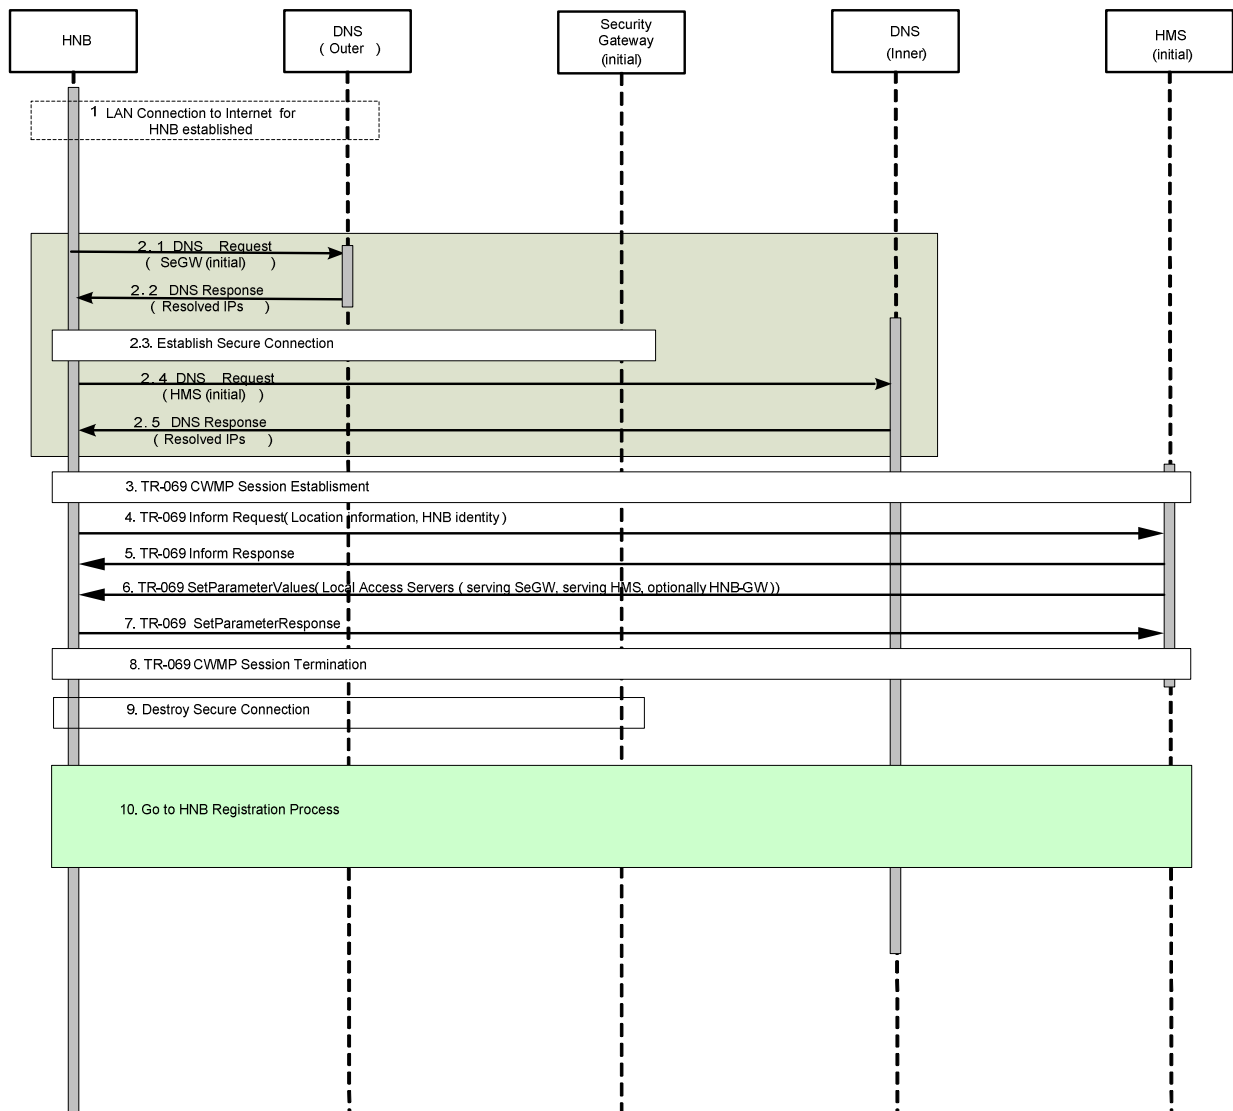 HNB
DNS
( Outer )
Security
Gateway
(initial)
DNS
(Inner)
HMS
(initial)
1 LAN Connection to Internet for
HNB established
2. 1 DNS Request
( SeGW (initial) )
2. 2 DNS Response
( Resolved IPs )
2.3. Establish Secure Connection
2. 4 DNS Request
(HMS (initial) )
2. 5 DNS Response
( Resolved IPs )
3. TR-069 CWMP Session Establisment
4. TR-069 Inform Request( Location information, HNB identity )
5. TR-069 Inform Response
6. TR-069 SetParameterValues( Local Access Servers ( serving SeGW, serving HMS, optionally HNB-GW ))
7. TR-069 SetParameterResponse
8. TR-069 CWMP Session Termination
9. Destroy Secure Connection
10. Go to HNB Registration Process